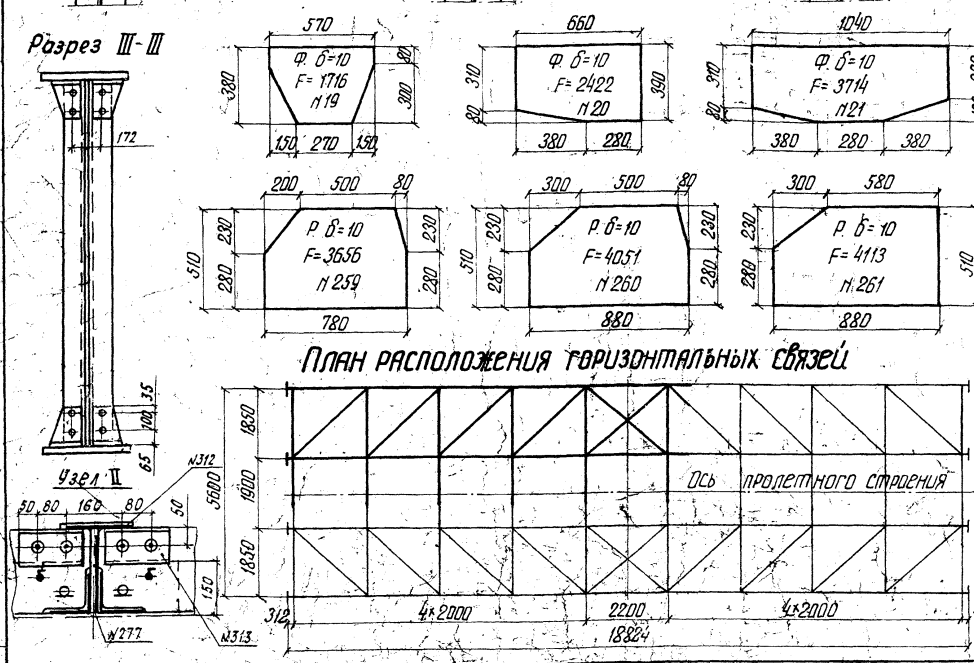 Разрез III-III
172
35
100
65
570
380
80
300
Ф. δ=10
F=1716
N19
150 270 150
660
310
80
390
Ф. δ=10
F=2422
N20
380 280
1040
310
80
Ф. δ=10
F=3714
N21
380 280 380
200 500 80
510
230
280
230
280
Р. δ=10
F=3656
N259
780
300 500 80
510
230
280
230
280
Р. δ=10
F=4051
N260
880
300 580
230
280
510
Р. δ=10
F=4113
N261
880
ПЛАН РАСПОЛОЖЕНИЯ ГОРИЗОНТАЛЬНЫХ СВЯЗЕЙ
5600
1850
1900
1850
Ось пролетного строения
312 4×2000 2200 4×2000
18824
Узел II
N312
50 80 160 80
50
150
N277
N313